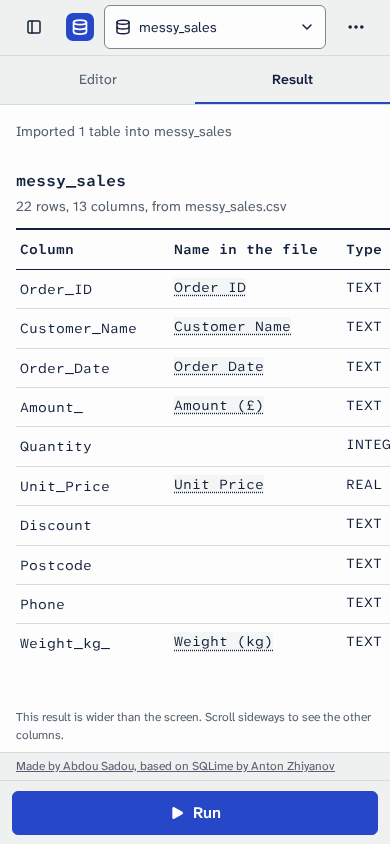 messy_sales
Editor Result
Imported 1 table into messy_sales
messy_sales
22 rows, 13 columns, from messy_sales.csv
Column Name in the file Type
Order_ID Order ID TEXT
Customer_Name Customer Name TEXT
Order_Date Order Date TEXT
Amount_ Amount (£) TEXT
Quantity INTEG
Unit_Price Unit Price REAL
Discount TEXT
Postcode TEXT
Phone TEXT
Weight_kg_ Weight (kg) TEXT
This result is wider than the screen. Scroll sideways to see the other
columns.
Made by Abdou Sadou, based on SQLime by Anton Zhiyanov
Run